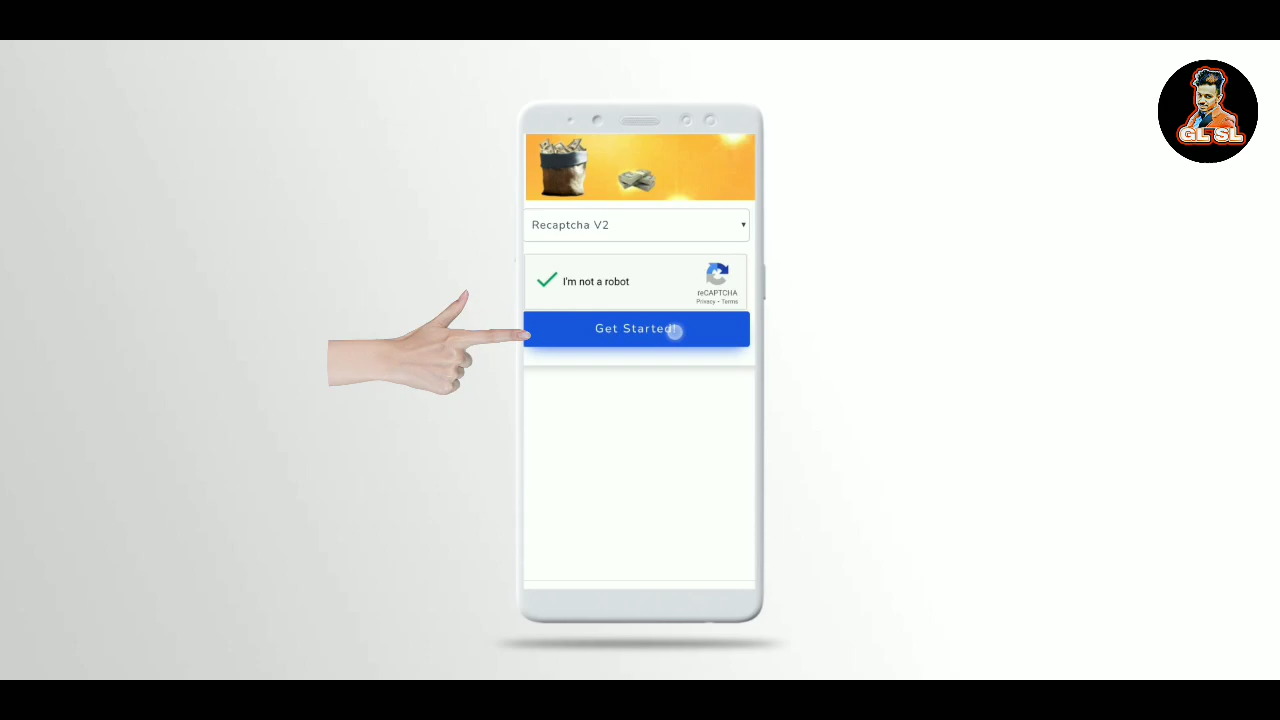 GL SL
Recaptcha V2
I'm not a robot
reCAPTCHA
Privacy - Terms
Get Started!